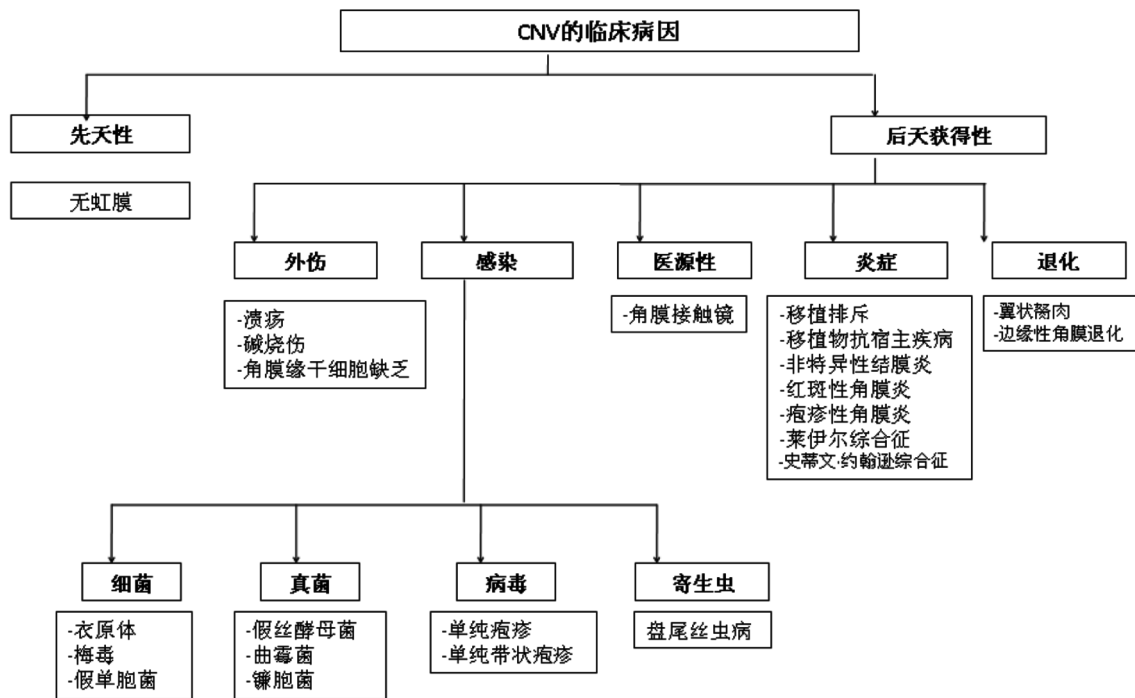 CNV的临床病因
先天性
后天获得性
无虹膜
外伤
感染
医源性
炎症
退化
-溃疡
-碱烧伤
-角膜缘干细胞缺乏
-角膜接触镜
-移植排斥
-移植物抗宿主疾病
-非特异性结膜炎
-红斑性角膜炎
-疱疹性角膜炎
-莱伊尔综合征
-史蒂文·约翰逊综合征
-翼状胬肉
-边缘性角膜退化
细菌
真菌
病毒
寄生虫
-衣原体
-梅毒
-假单胞菌
-假丝酵母菌
-曲霉菌
-镰胞菌
-单纯疱疹
-单纯带状疱疹
盘尾丝虫病